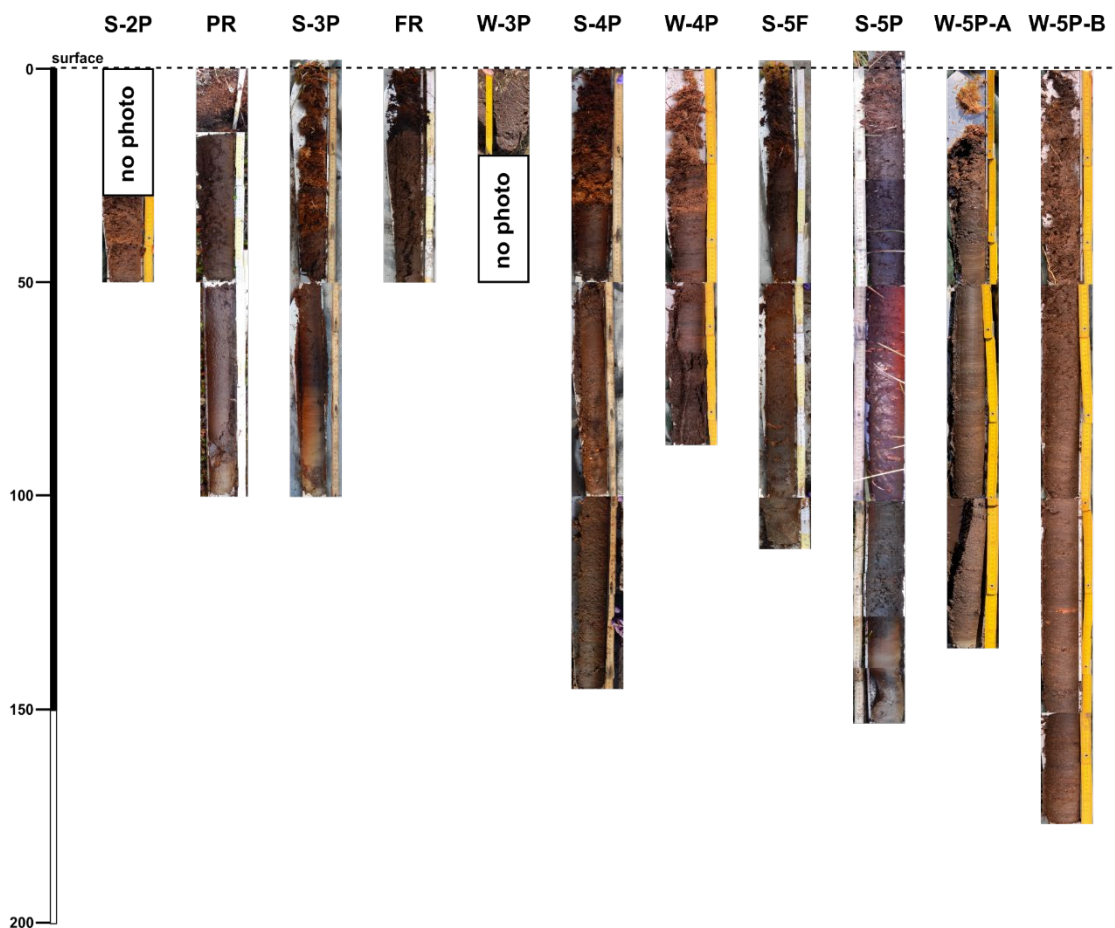 S-2P PR S-3P FR W-3P S-4P W-4P S-5F S-5P W-5P-A W-5P-B
surface
0
no photo
no photo
50
100
150
200